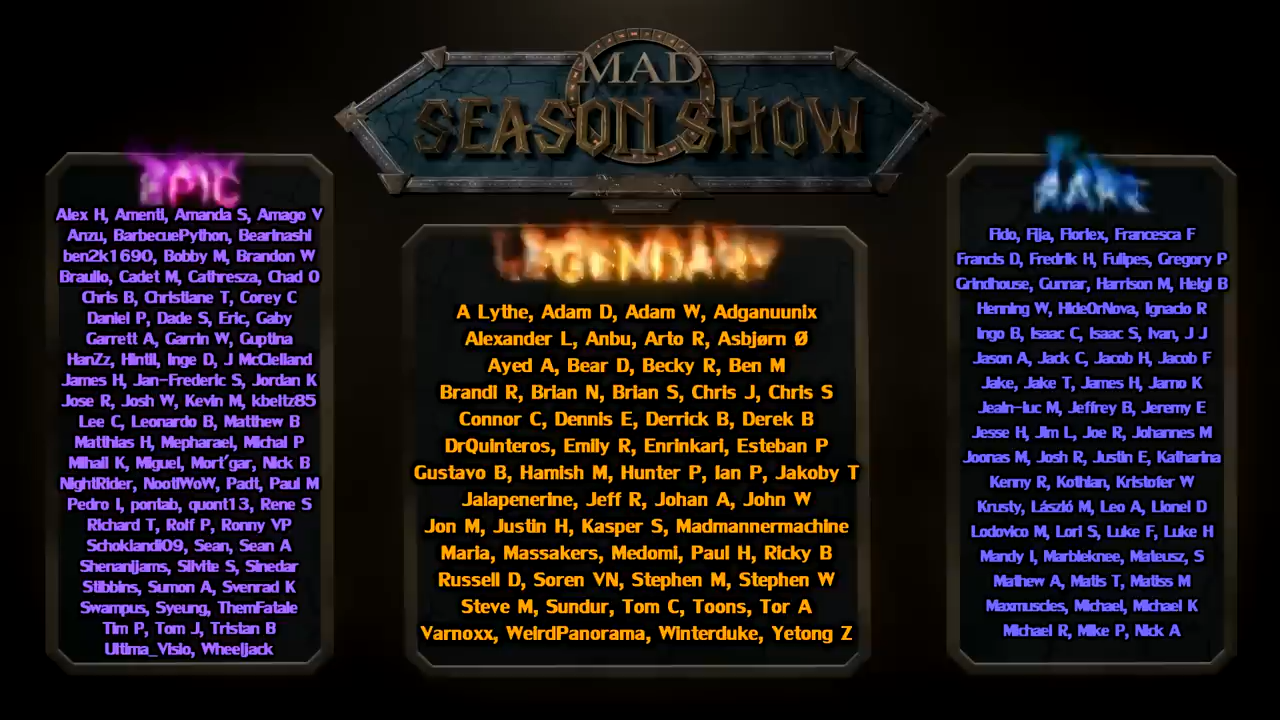 MAD
SEASON SHOW
EPIC
Alex H, Amenti, Amanda S, Amago V
Anzu, BarbecuePython, Bearinashi
ben2k1690, Bobby M, Brandon W
Braulio, Cadet M, Cathresza, Chad O
Chris B, Christiane T, Corey C
Daniel P, Dade S, Eric, Gaby
Garrett A, Garrin W, Guptina
HanZz, Hintil, Inge D, J McClelland
James H, Jan-Frederic S, Jordan K
Jose R, Josh W, Kevin M, kbeltz85
Lee C, Leonardo B, Matthew B
Matthias H, Mepharael, Michal P
Mihail K, Miguel, Mort'gar, Nick B
NightRider, NootiWoW, Padt, Paul M
Pedro I, pontab, quont13, Rene S
Richard T, Rolf P, Ronny VP
Schoklandi09, Sean, Sean A
Shenanijams, Silvite S, Sinedar
Stibbins, Sumon A, Svenrad K
Swampus, Syeung, ThemFatale
Tim P, Tom J, Tristan B
Ultima_Visio, Wheeljack
LEGENDARY
A Lythe, Adam D, Adam W, Adganuunix
Alexander L, Anbu, Arto R, Asbjørn Ø
Ayed A, Bear D, Becky R, Ben M
Brandi R, Brian N, Brian S, Chris J, Chris S
Connor C, Dennis E, Derrick B, Derek B
DrQuinteros, Emily R, Enrinkari, Esteban P
Gustavo B, Hamish M, Hunter P, Ian P, Jakoby T
Jalapenerine, Jeff R, Johan A, John W
Jon M, Justin H, Kasper S, Madmannermachine
Maria, Massakers, Medomi, Paul H, Ricky B
Russell D, Soren VN, Stephen M, Stephen W
Steve M, Sundur, Tom C, Toons, Tor A
Varnoxx, WeirdPanorama, Winterduke, Yetong Z
RARE
Fido, Fija, Floriex, Francesca F
Francis D, Fredrik H, Fulipes, Gregory P
Grindhouse, Gunnar, Harrison M, Helgi B
Henning W, HideOrNova, Ignacio R
Ingo B, Isaac C, Isaac S, Ivan, J J
Jason A, Jack C, Jacob H, Jacob F
Jake, Jake T, James H, Jarno K
Jealn-luc M, Jeffrey B, Jeremy E
Jesse H, Jim L, Joe R, Johannes M
Joonas M, Josh R, Justin E, Katharina
Kenny R, Kothlan, Kristofer W
Krusty, László M, Leo A, Lionel D
Lodovico M, Lori S, Luke F, Luke H
Mandy I, Marbleknee, Mateusz, S
Mathew A, Matis T, Matiss M
Maxmuscles, Michael, Michael K
Michael R, Mike P, Nick A